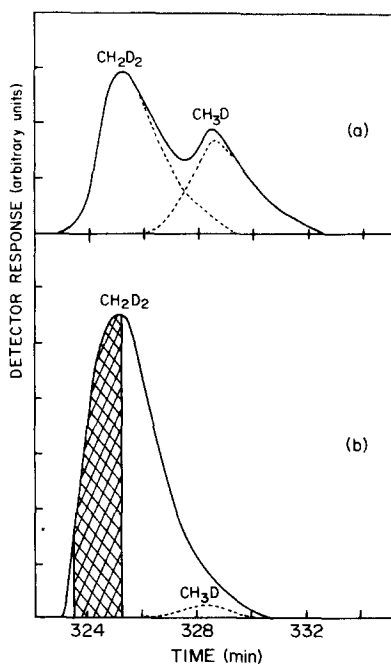 CH2D2
CH3D
(a)
DETECTOR RESPONSE (arbitrary units)
CH2D2
(b)
CH3D
324 328 332
TIME (min)